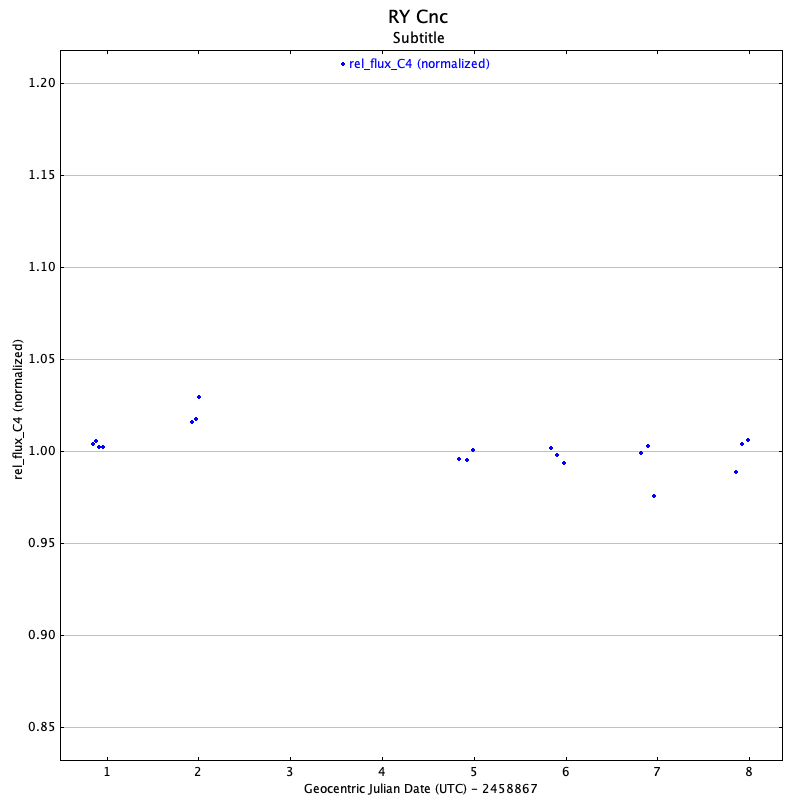 RY Cnc
Subtitle
rel_flux_C4 (normalized)
1.20
1.15
1.10
1.05
1.00
0.95
0.90
0.85
rel_flux_C4 (normalized)
1 2 3 4 5 6 7 8
Geocentric Julian Date (UTC) - 2458867